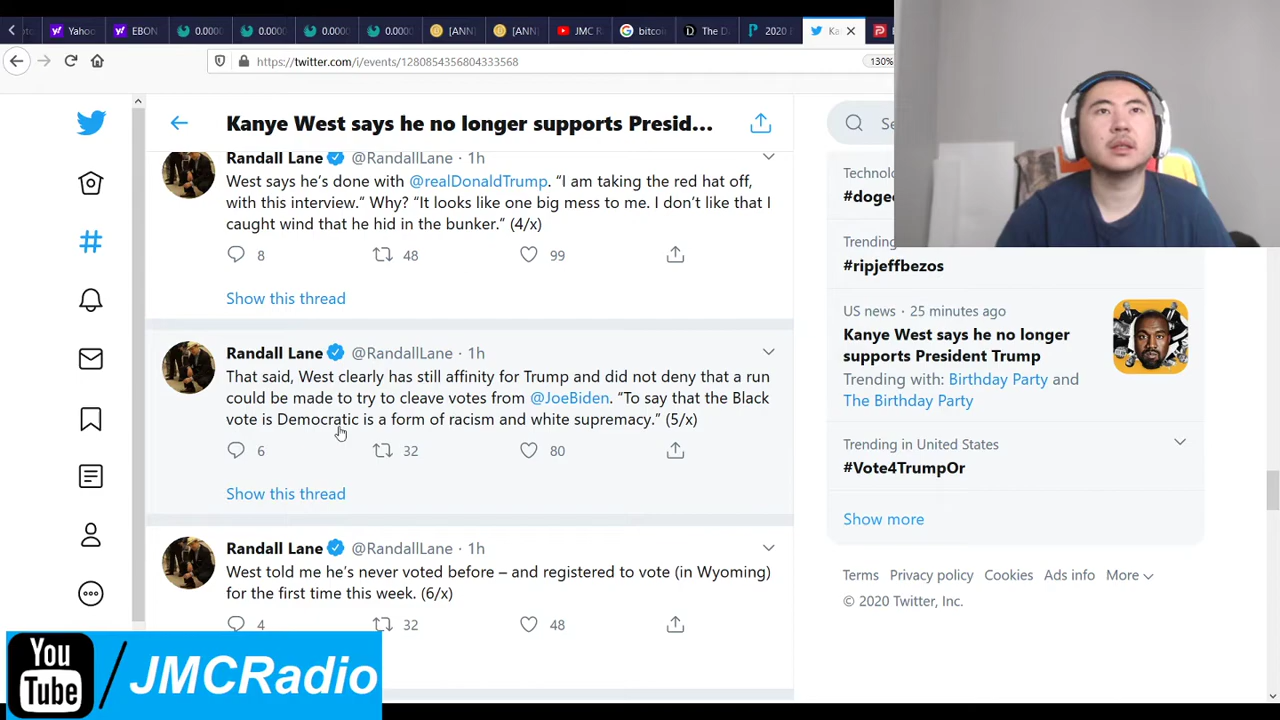 Yahoo
EBON
0.0000
0.0000
0.0000
0.0000
[ANN
[ANN
JMC R
bitcoi
The D
2020 E
https://twitter.com/i/events/1280854356804333568
130%
Kanye West says he no longer supports Presid...
Randall Lane @RandallLane · 1h
West says he's done with @realDonaldTrump. “I am taking the red hat off,
with this interview.” Why? “It looks like one big mess to me. I don’t like that I
caught wind that he hid in the bunker.” (4/x)
8 48 99
Show this thread
Randall Lane @RandallLane · 1h
That said, West clearly has still affinity for Trump and did not deny that a run
could be made to try to cleave votes from @JoeBiden. “To say that the Black
vote is Democratic is a form of racism and white supremacy.” (5/x)
6 32 80
Show this thread
Randall Lane @RandallLane · 1h
West told me he’s never voted before – and registered to vote (in Wyoming)
for the first time this week. (6/x)
4 32 48
Se
Technolo
#doge
Trending
#ripjeffbezos
US news · 25 minutes ago
Kanye West says he no longer
supports President Trump
Trending with: Birthday Party and
The Birthday Party
Trending in United States
#Vote4TrumpOr
Show more
Terms Privacy policy Cookies Ads info More
© 2020 Twitter, Inc.
You
Tube
/JMCRadio